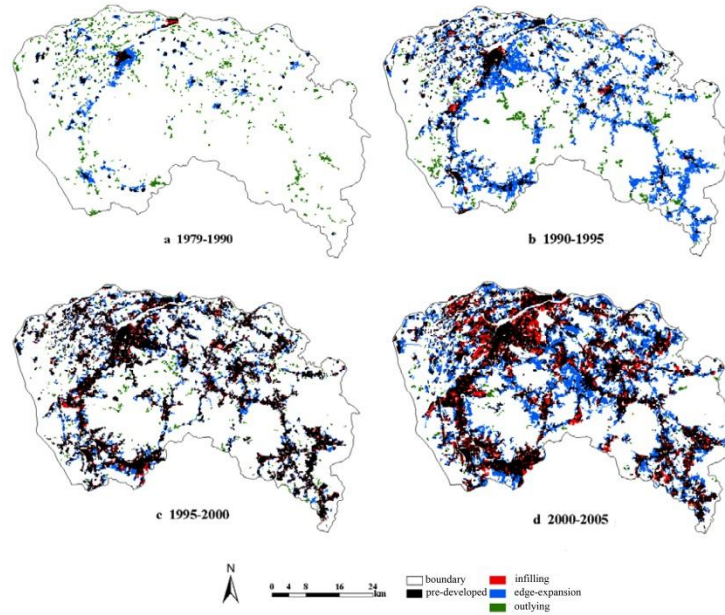 a 1979-1990
b 1990-1995
c 1995-2000
d 2000-2005
N
0 4 8 16 24
km
boundary
pre-developed
infilling
edge-expansion
outlying